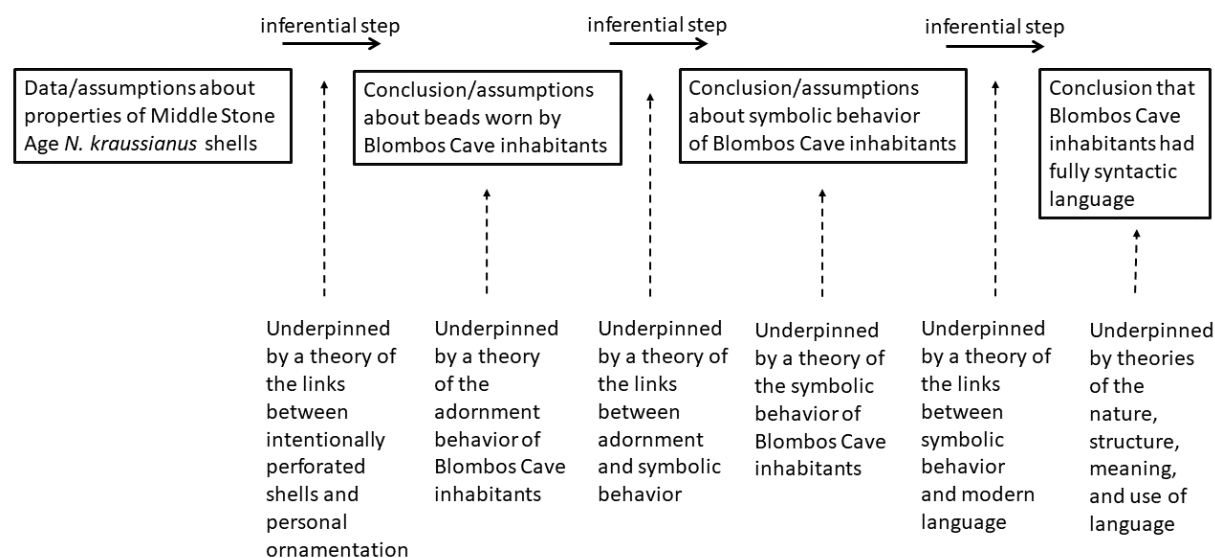 inferential step
inferential step
inferential step
Data/assumptions about
properties of Middle Stone
Age N. kraussianus shells
Conclusion/assumptions
about beads worn by
Blombos Cave inhabitants
Conclusion/assumptions
about symbolic behavior
of Blombos Cave inhabitants
Conclusion that
Blombos Cave
inhabitants had
fully syntactic
language
Underpinned
by a theory of
the links
between
intentionally
perforated
shells and
personal
ornamentation
Underpinned
by a theory
of the
adornment
behavior of
Blombos Cave
inhabitants
Underpinned
by a theory of
the links
between
adornment
and symbolic
behavior
Underpinned
by a theory of
the symbolic
behavior of
Blombos Cave
inhabitants
Underpinned
by a theory of
the links
between
symbolic
behavior
and modern
language
Underpinned
by theories
of the
nature,
structure,
meaning,
and use of
language